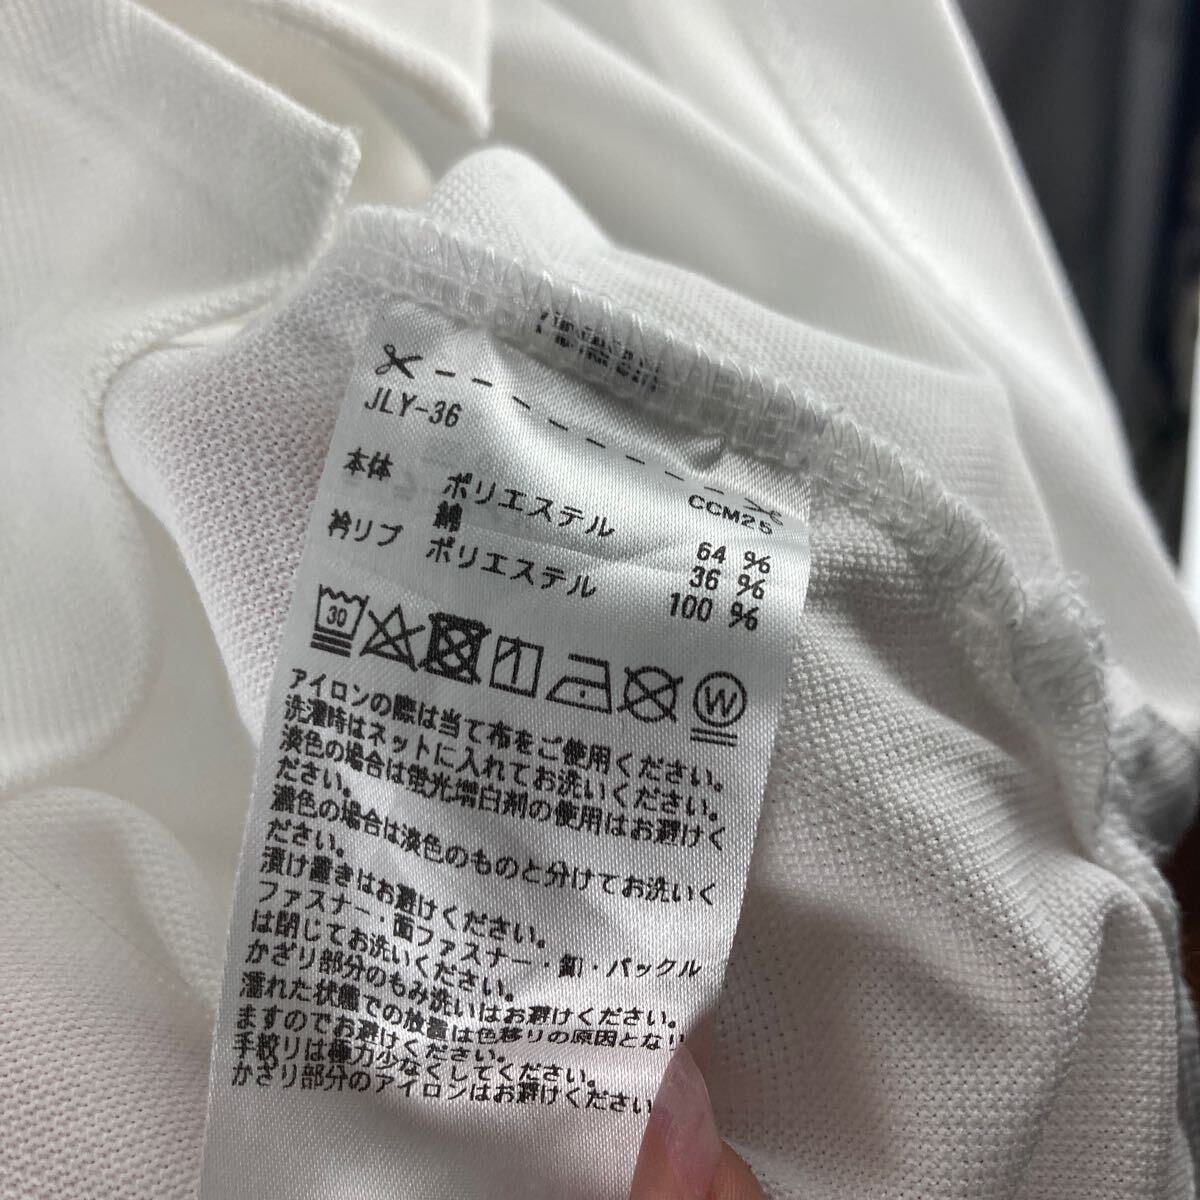 JLY-36
CCM25
本体 ポリエステル 64 %
綿 36 %
衿リブ ポリエステル 100 %
30
W
アイロンの際は当て布をご使用ください。
洗濯時はネットに入れてお洗いください。
淡色の場合は蛍光増白剤の使用はお避けく
ださい。
濃色の場合は淡色のものと分けてお洗いく
ださい。
漬け置きはお避けください。
ファスナー・面ファスナー・釦・バックル
は閉じてお洗いください。
かざり部分のもみ洗いはお避けください。
濡れた状態での放置は色移りの原因となり
ますのでお避けください。
手絞りは極力少なくしてください。
かざり部分のアイロンはお避けください